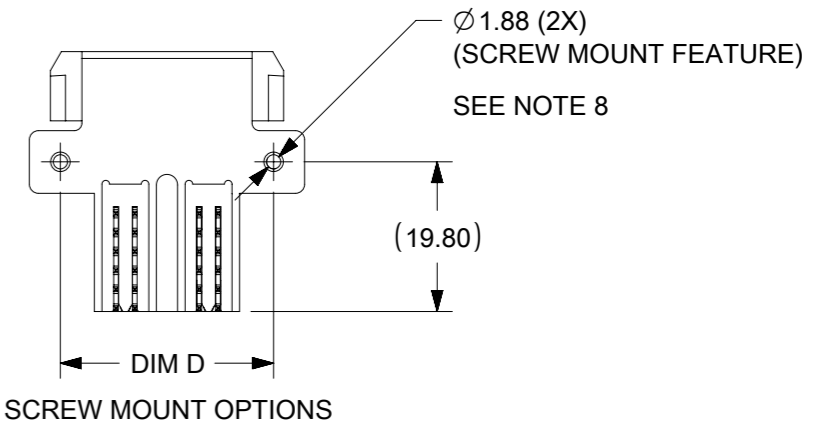 ∅1.88 (2X)
(SCREW MOUNT FEATURE)
SEE NOTE 8
(19.80)
DIM D
SCREW MOUNT OPTIONS